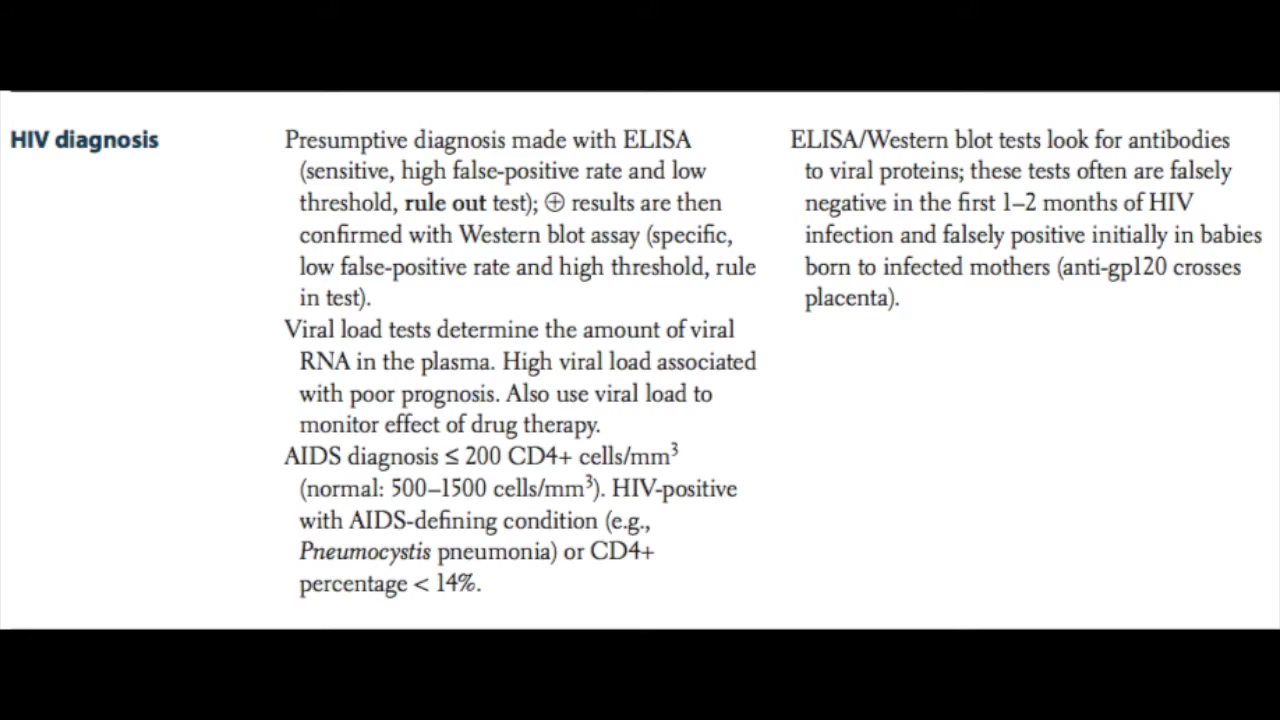 HIV diagnosis
Presumptive diagnosis made with ELISA
(sensitive, high false-positive rate and low
threshold, rule out test); ⊕ results are then
confirmed with Western blot assay (specific,
low false-positive rate and high threshold, rule
in test).
Viral load tests determine the amount of viral
RNA in the plasma. High viral load associated
with poor prognosis. Also use viral load to
monitor effect of drug therapy.
AIDS diagnosis ≤ 200 CD4+ cells/mm³
(normal: 500–1500 cells/mm³). HIV-positive
with AIDS-defining condition (e.g.,
Pneumocystis pneumonia) or CD4+
percentage < 14%.
ELISA/Western blot tests look for antibodies
to viral proteins; these tests often are falsely
negative in the first 1–2 months of HIV
infection and falsely positive initially in babies
born to infected mothers (anti-gp120 crosses
placenta).